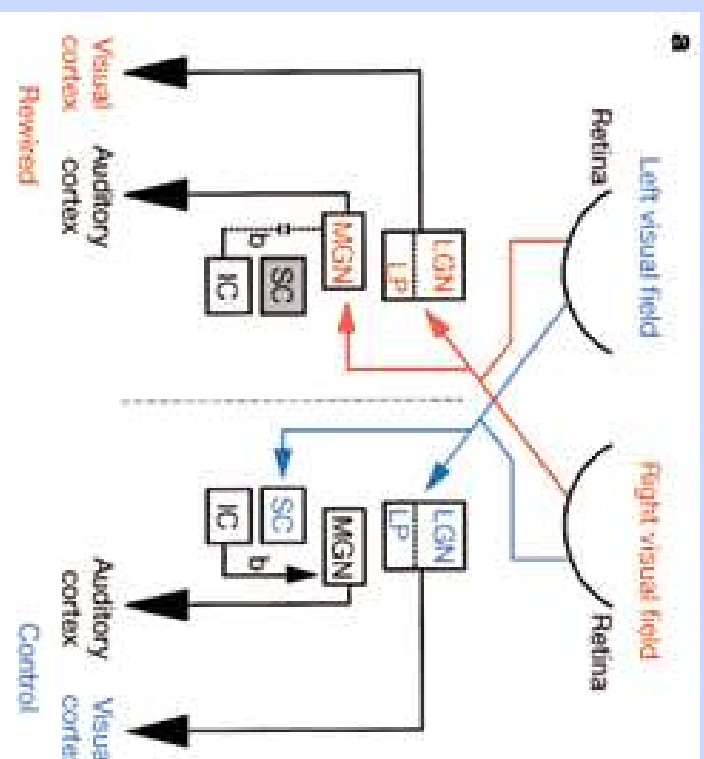 a
Left visual field
Right visual field
Retina
Retina
LGN
LP
LGN
LP
MGN
MGN
SC
IC
b
SC
IC
b
Visual
cortex
Auditory
cortex
Auditory
cortex
Visua
corte
Rewired
Control